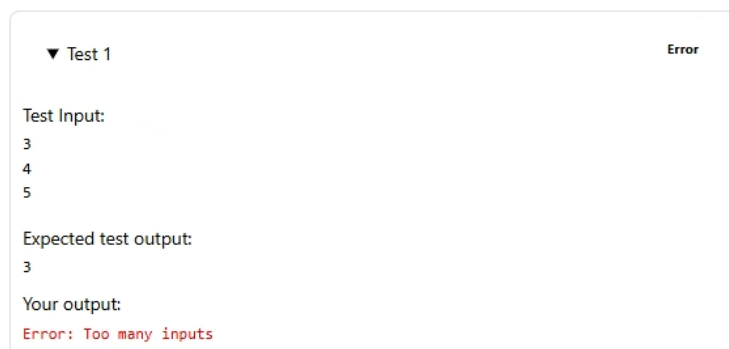 ▼ Test 1 Error
Test Input:
3
4
5
Expected test output:
3
Your output:
Error: Too many inputs